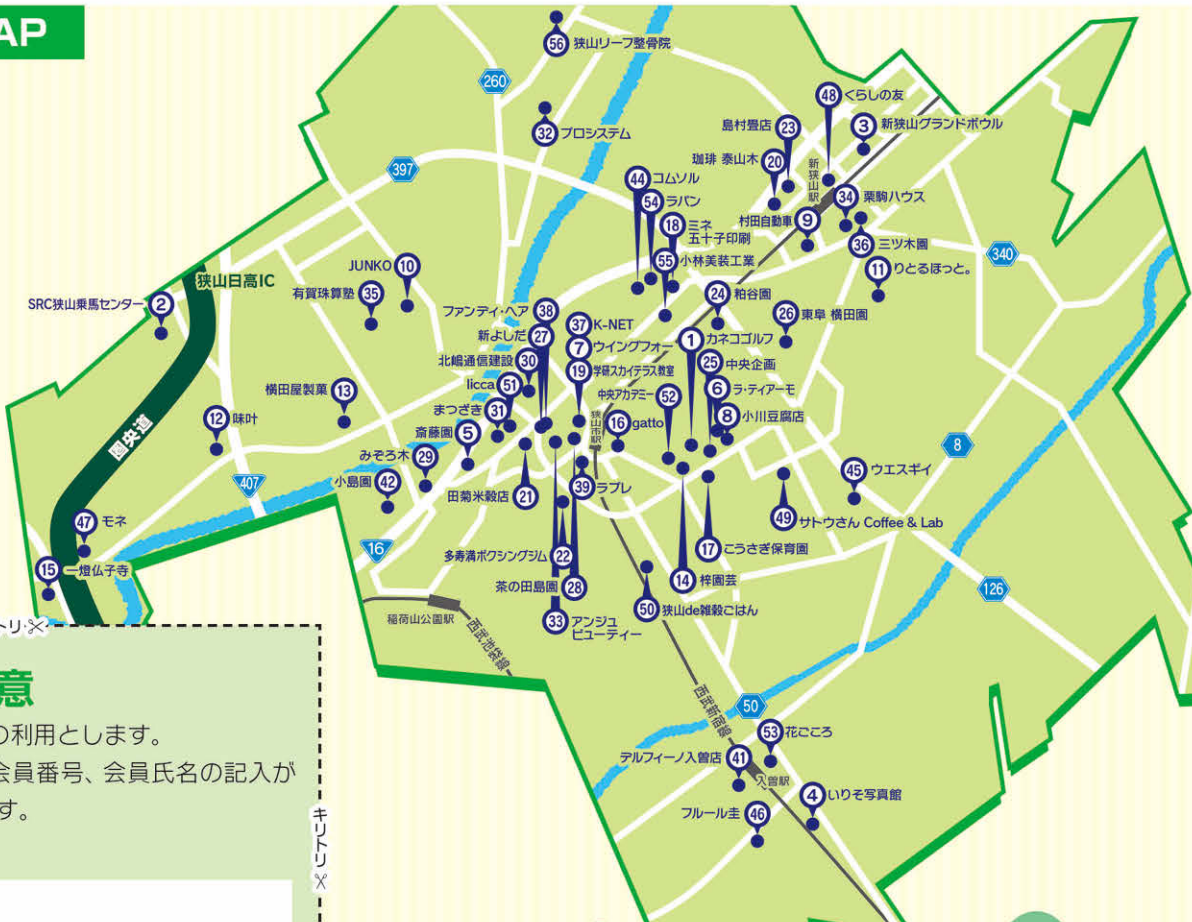 AP
56 狭山リーフ整骨院
260
48 くらしの友
32 プロシステム
島村畳店 23
3 新狭山グランドボウル
珈琲 泰山木 20
新狭山駅
397
44 コムソル
54 ラパン
18 ミネ
五十子印刷
村田自動車 9
34 栗駒ハウス
36 三ツ木園
340
55 小林美装工業
11 りとるほっと。
JUNKO 10
狭山日高IC
有賀珠算塾 35
SRC狭山乗馬センター 2
24 粕谷園
26 東阜 横田園
ファンディ・ヘア 38
37 K-NET
新よしだ 27
7 ウイングフォー
1 カネコゴルフ
北嶋通信建設 30
19 学研スカイテラス教室
25 中央企画
licca 51
6 ラ・ティアーモ
中央アカデミー 52
横田屋製菓 13
まつざき 31
8 小川豆腐店
12 味叶
狭山市駅
16 gatto
斎藤園 5
圏央道
みぞろ木 29
8
45 ウエスギイ
407
小島園 42
田菊米穀店 21
39 ラブレ
49 サトウさん Coffee & Lab
47 モネ
16
多寿満ボクシングジム 22
17 こうさぎ保育園
15 一燈仏子寺
茶の田島園 28
14 梓園芸
126
稲荷山公園駅
33 アンジュ
ビューティー
50 狭山de雑穀ごはん
西武池袋線
トリ
意
の利用とします。
会員番号、会員氏名の記入が
す。
キリトリ
西武新宿線
50
53 花ごころ
デルフィーノ入曽店 41
入曽駅
4 いりそ写真館
フルール圭 46